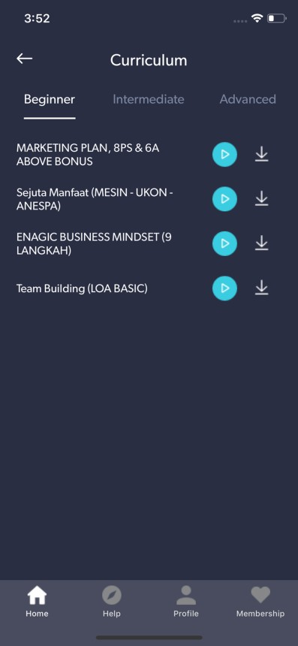 3:52
Curriculum
Beginner Intermediate Advanced
MARKETING PLAN, 8PS & 6A
ABOVE BONUS
Sejuta Manfaat (MESIN - UKON -
ANESPA)
ENAGIC BUSINESS MINDSET (9
LANGKAH)
Team Building (LOA BASIC)
Home Help Profile Membership